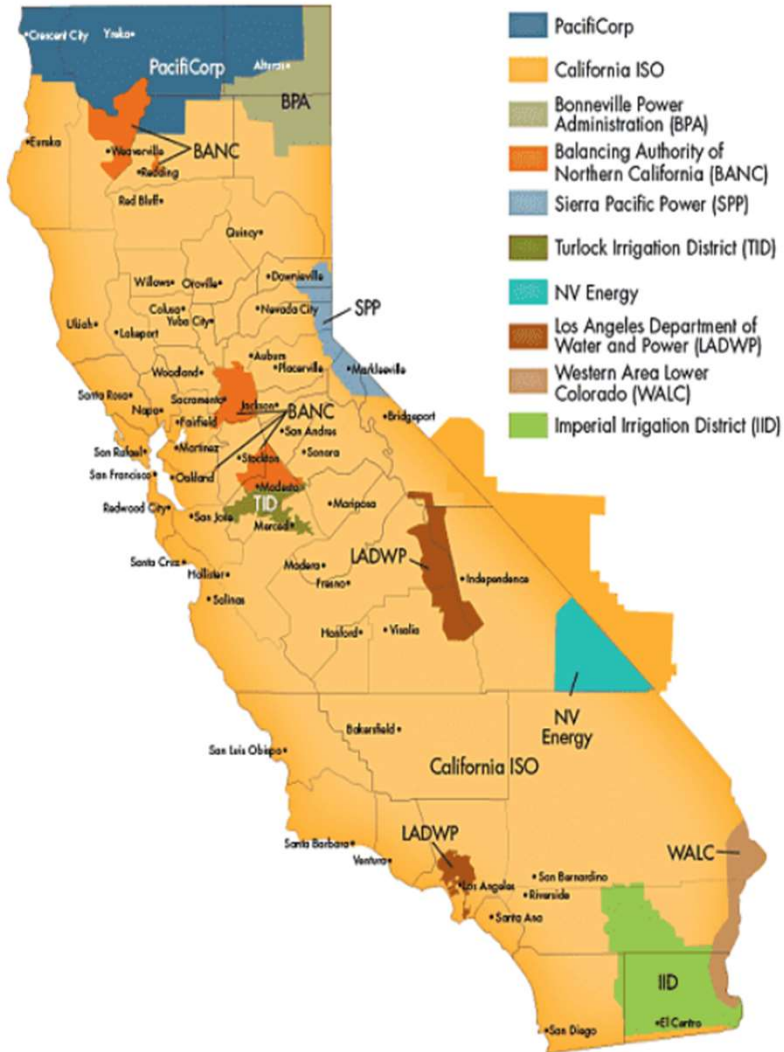 PacifiCorp
California ISO
Bonneville Power
Administration (BPA)
Balancing Authority of
Northern California (BANC)
Sierra Pacific Power (SPP)
Turlock Irrigation District (TID)
NV Energy
Los Angeles Department of
Water and Power (LADWP)
Western Area Lower
Colorado (WALC)
Imperial Irrigation District (IID)
Crescent City
Yreka
PacifiCorp
Alturas
BPA
Eureka
Weaverville
BANC
Redding
Red Bluff
Quincy
Willows
Oroville
Downieville
Colusa
Yuba City
Nevada City
SPP
Ukiah
Lakeport
Auburn
Woodland
Placerville
Markleeville
Santa Rosa
Napa
Sacramento
Jackson
BANC
Bridgeport
Fairfield
San Andres
San Rafael
Martinez
Stockton
Sonora
San Francisco
Oakland
Modesto
Redwood City
San Jose
TID
Merced
Mariposa
Santa Cruz
Hollister
Madera
Fresno
LADWP
Independence
Salinas
Hanford
Visalia
NV
Energy
Bakersfield
San Luis Obispo
California ISO
Santa Barbara
Ventura
LADWP
WALC
Los Angeles
San Bernardino
Riverside
Santa Ana
IID
San Diego
El Centro